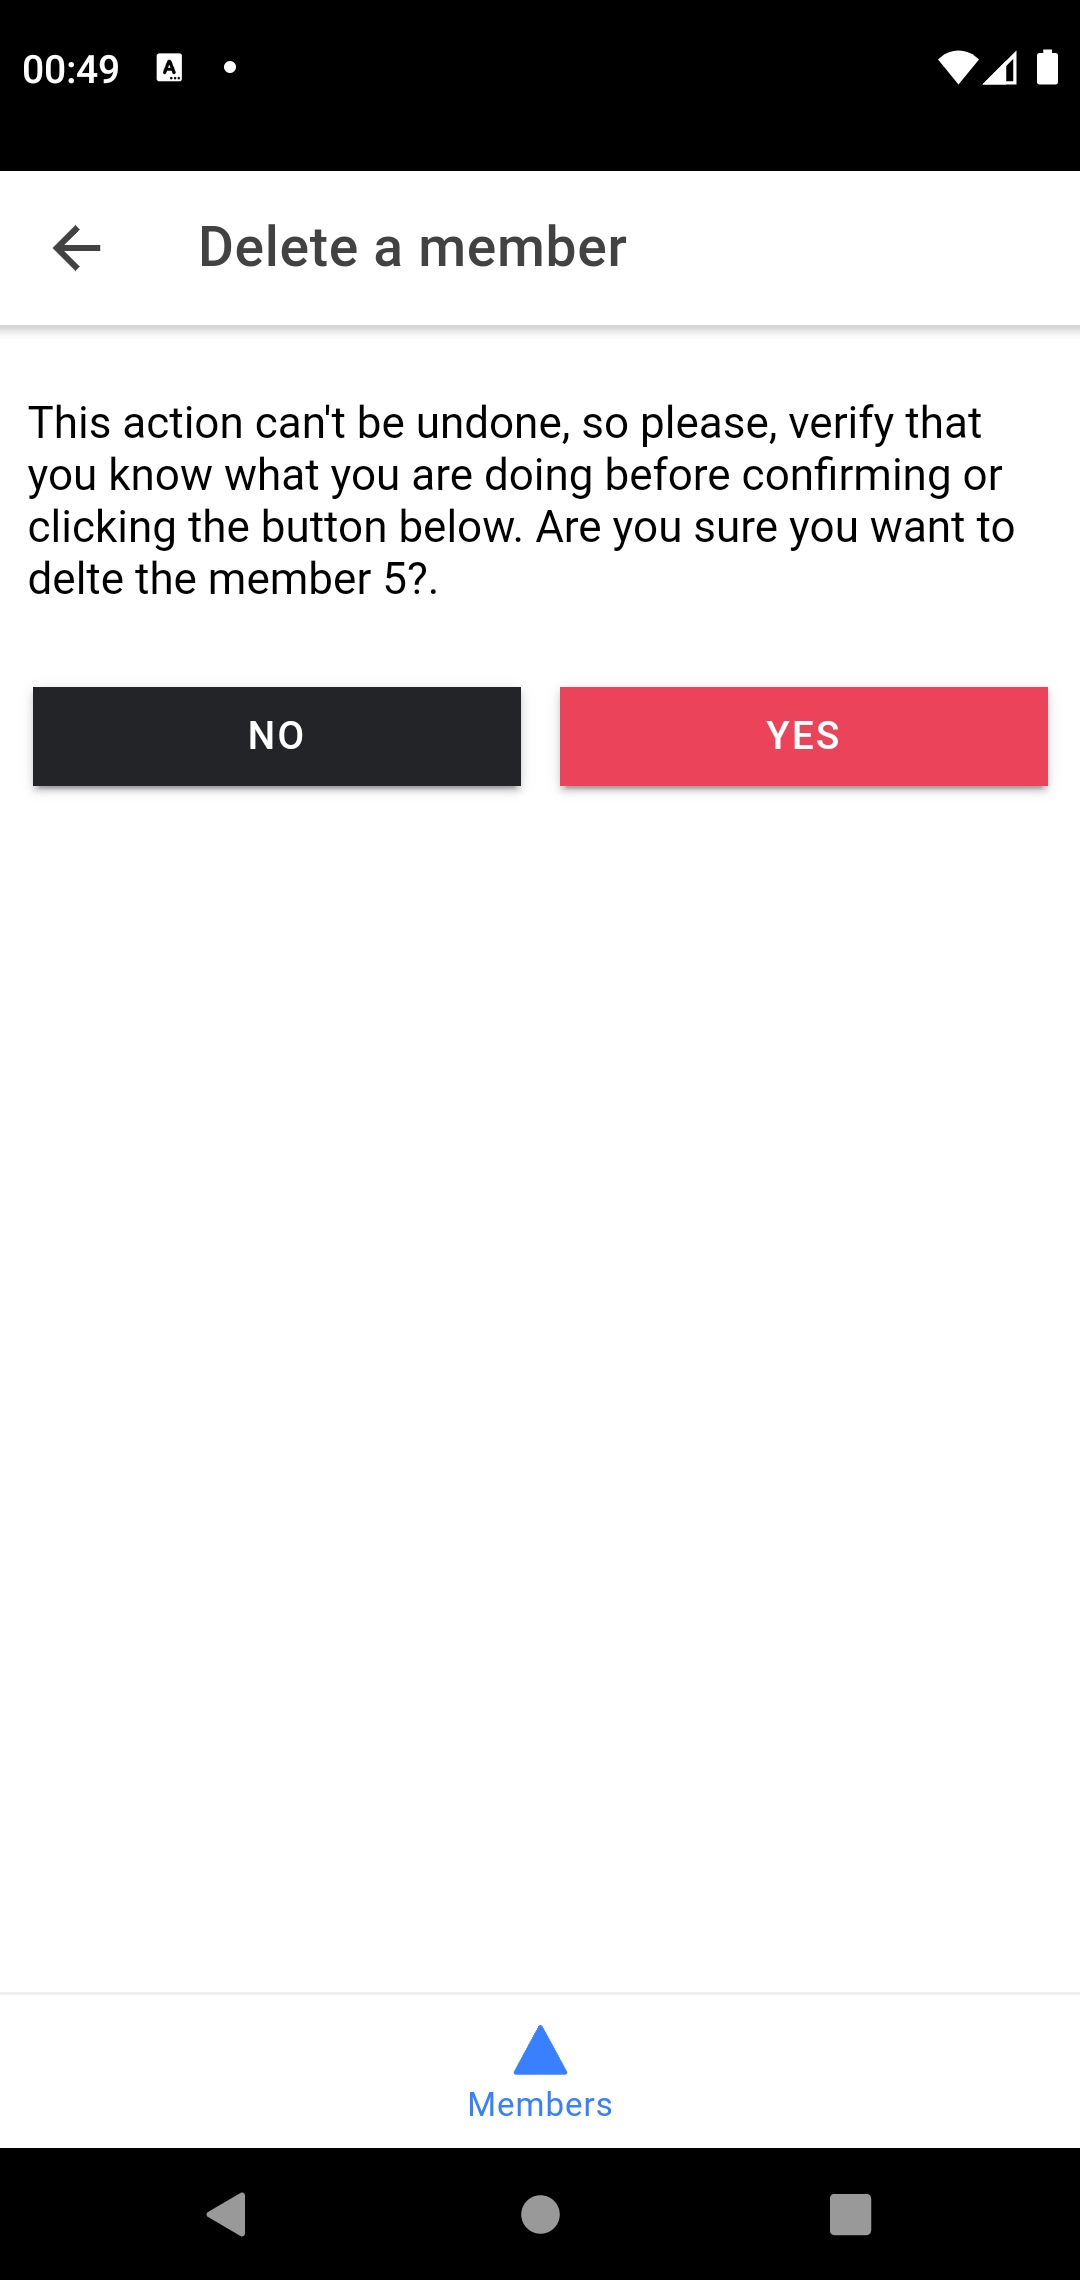 00:49
Delete a member
This action can't be undone, so please, verify that
you know what you are doing before confirming or
clicking the button below. Are you sure you want to
delte the member 5?.
NO
YES
Members